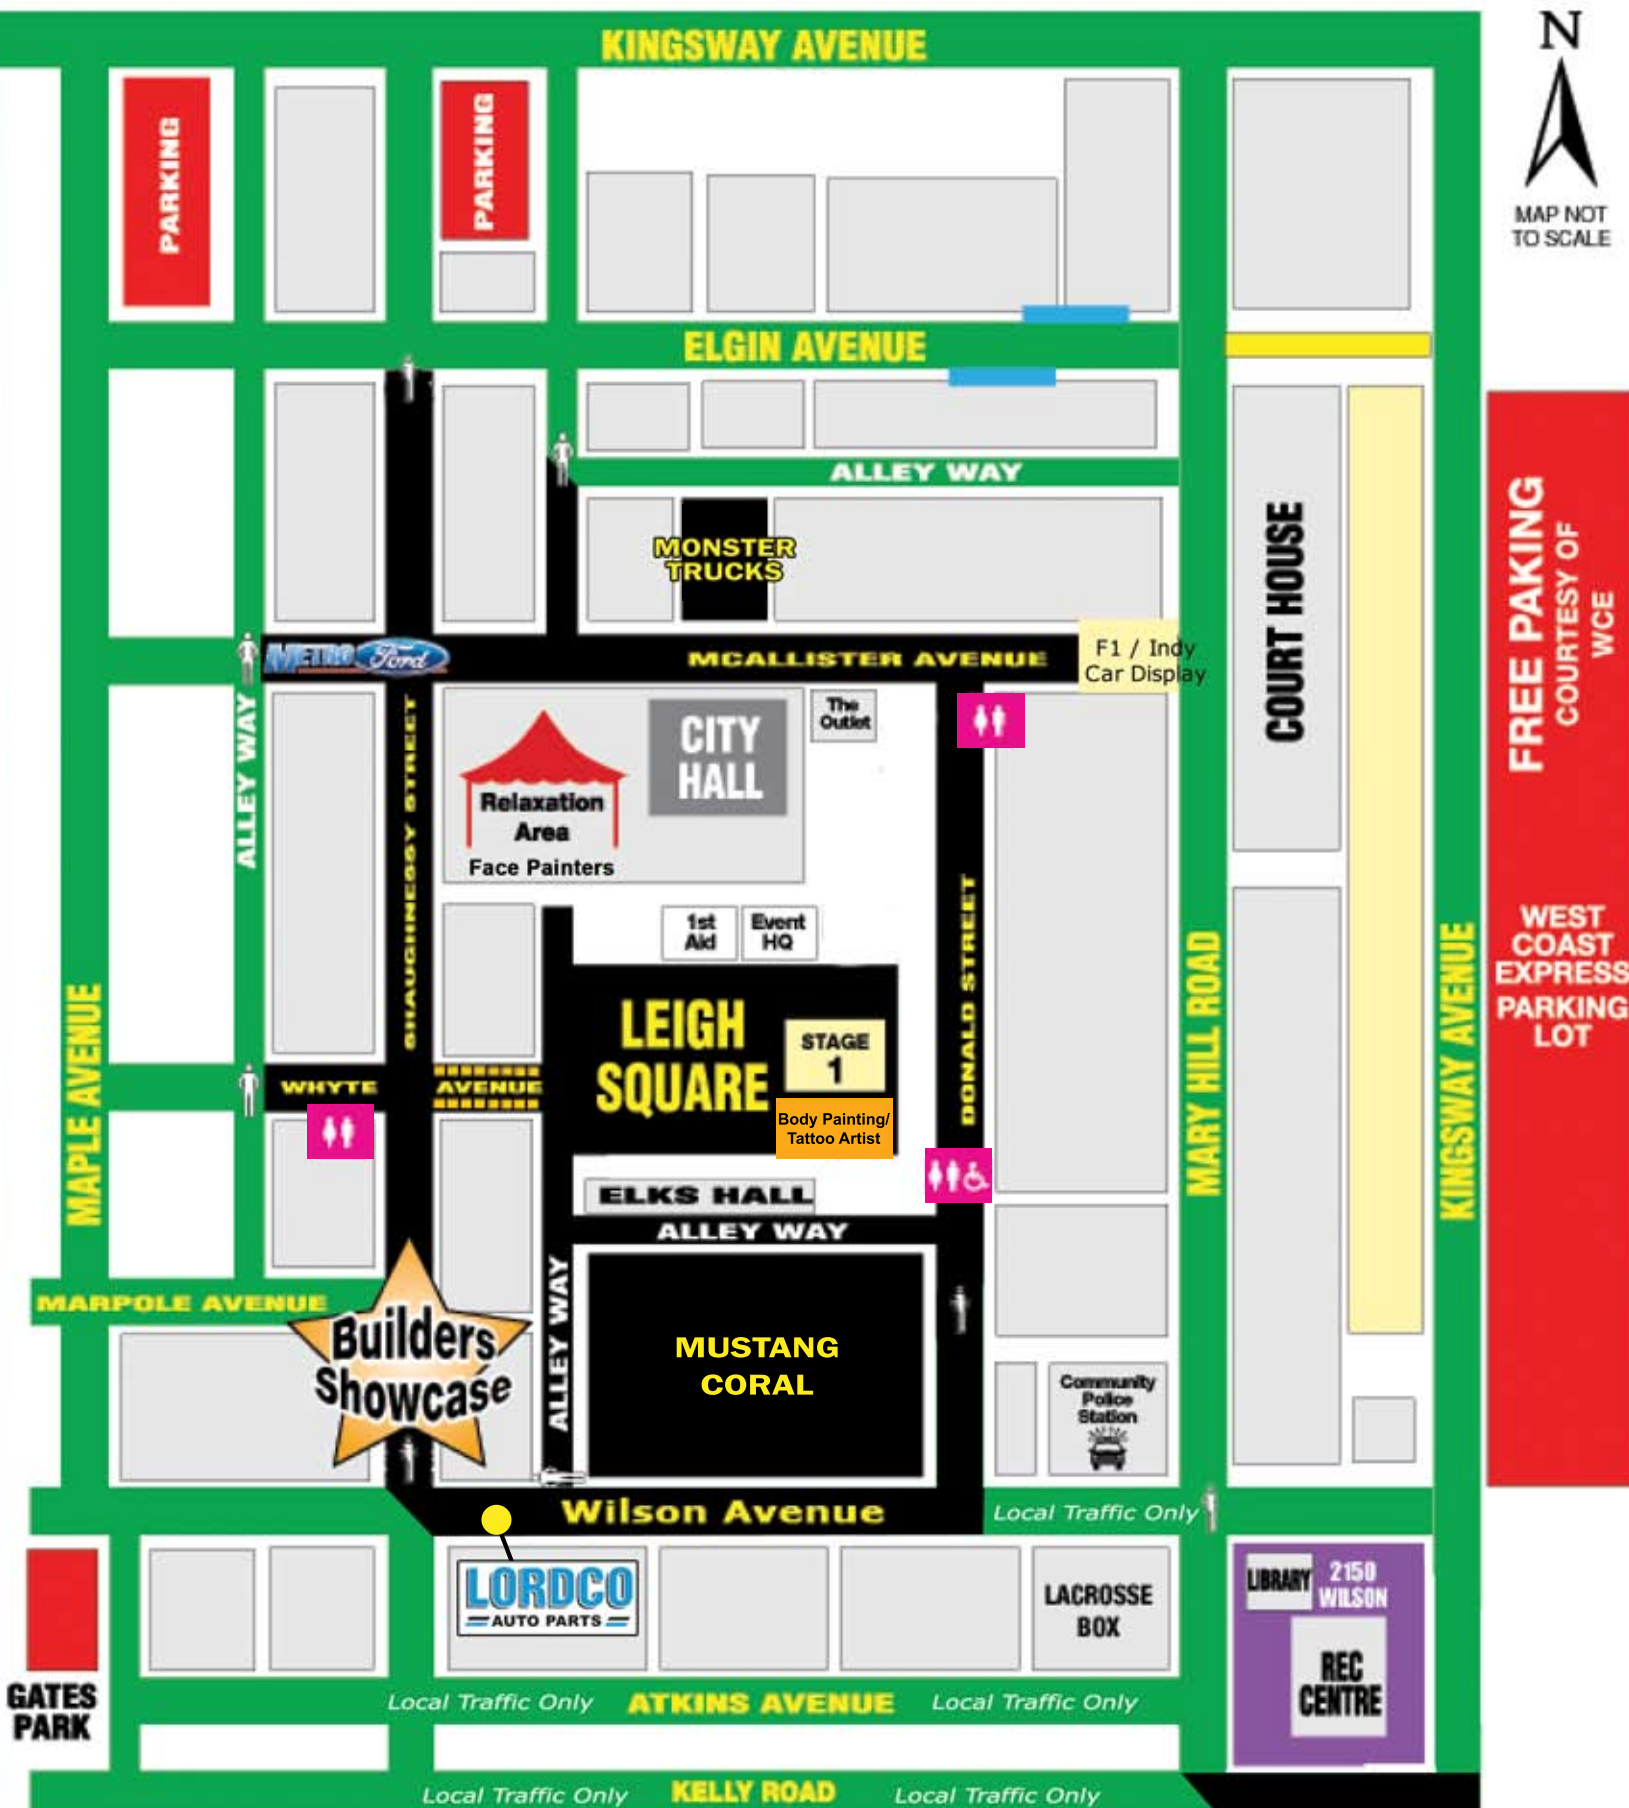 KINGSWAY AVENUE
N
MAP NOT
TO SCALE
PARKING
PARKING
ELGIN AVENUE
ALLEY WAY
MONSTER
TRUCKS
METRO Ford
MCALLISTER AVENUE
F1 / Indy
Car Display
COURT HOUSE
FREE PAKING
COURTESY OF
WCE
WEST
COAST
EXPRESS
PARKING
LOT
ALLEY WAY
SHAUGHNESSY STREET
Relaxation
Area
Face Painters
CITY
HALL
The
Outlet
1st
Aid
Event
HQ
LEIGH
SQUARE
STAGE
1
Body Painting/
Tattoo Artist
DONALD STREET
MARY HILL ROAD
KINGSWAY AVENUE
MAPLE AVENUE
WHYTE AVENUE
ELKS HALL
ALLEY WAY
MARPOLE AVENUE
Builders
Showcase
ALLEY WAY
MUSTANG
CORAL
Community
Police
Station
Wilson Avenue
Local Traffic Only
LORDCO
AUTO PARTS
LACROSSE
BOX
LIBRARY
2150
WILSON
REC
CENTRE
GATES
PARK
Local Traffic Only ATKINS AVENUE Local Traffic Only
Local Traffic Only KELLY ROAD Local Traffic Only